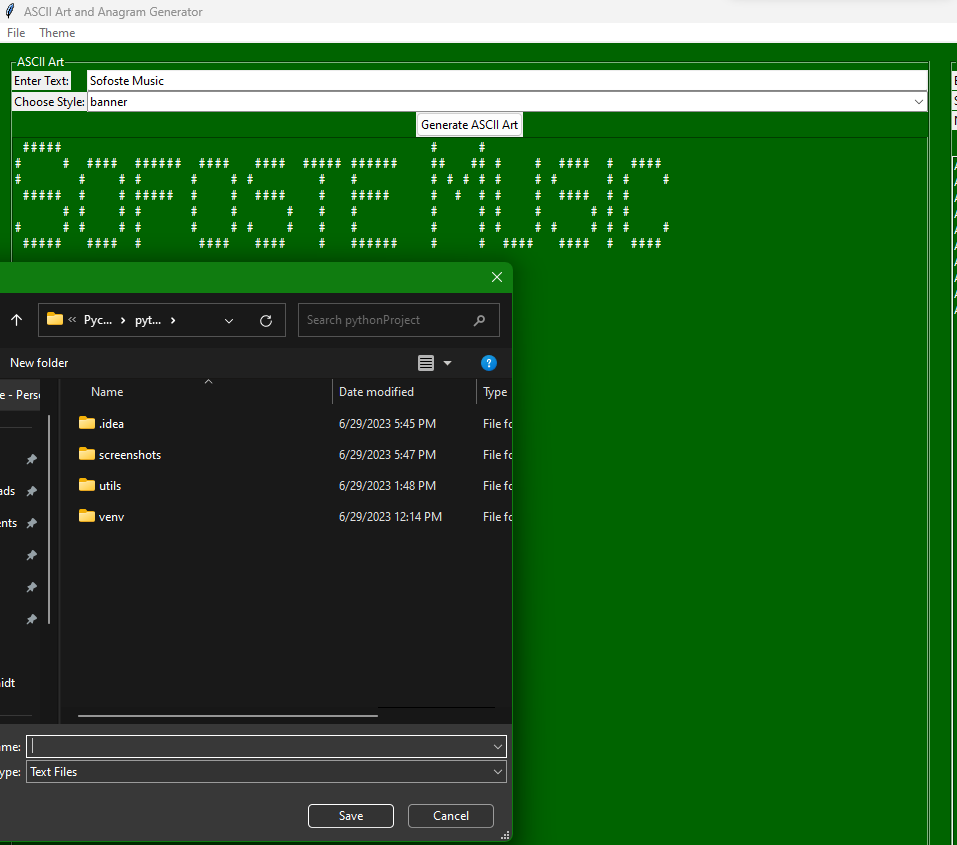 ASCII Art and Anagram Generator
File Theme
ASCII Art
Enter Text: Sofoste Music
Choose Style: banner
Generate ASCII Art
SOFOSTE MUSIC
Pyc... pyt...
Search pythonProject
New folder
e - Pers
Name Date modified Type
.idea 6/29/2023 5:45 PM File fo
screenshots 6/29/2023 5:47 PM File fo
ads
utils 6/29/2023 1:48 PM File fo
ents
venv 6/29/2023 12:14 PM File fo
idt
ame:
ype: Text Files
Save Cancel